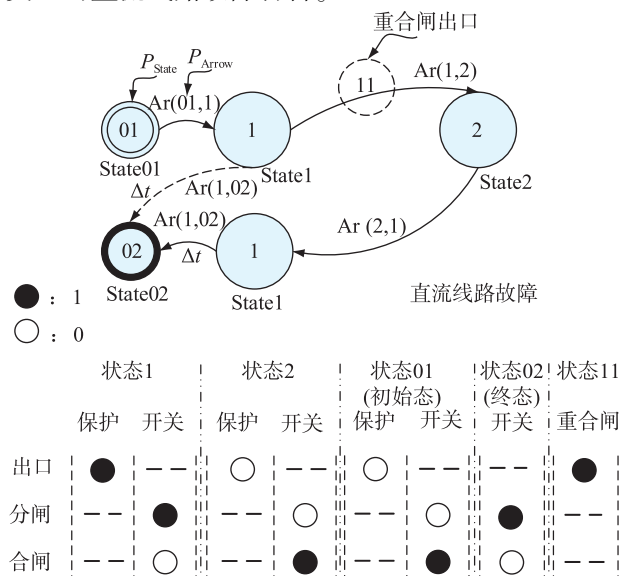 重合闸出口
P_State P_Arrow
Ar(01,1) 11 Ar(1,2)
01 1 2
State01 State1 State2
Δt Ar(1,02)
Ar(1,02) Ar (2,1)
02 Δt 1
State02 State1 直流线路故障
： 1
： 0
状态1 状态2 状态01 状态02 状态11
(初始态) (终态)
保护 开关 保护 开关 保护 开关 开关 重合闸
出口
分闸
合闸